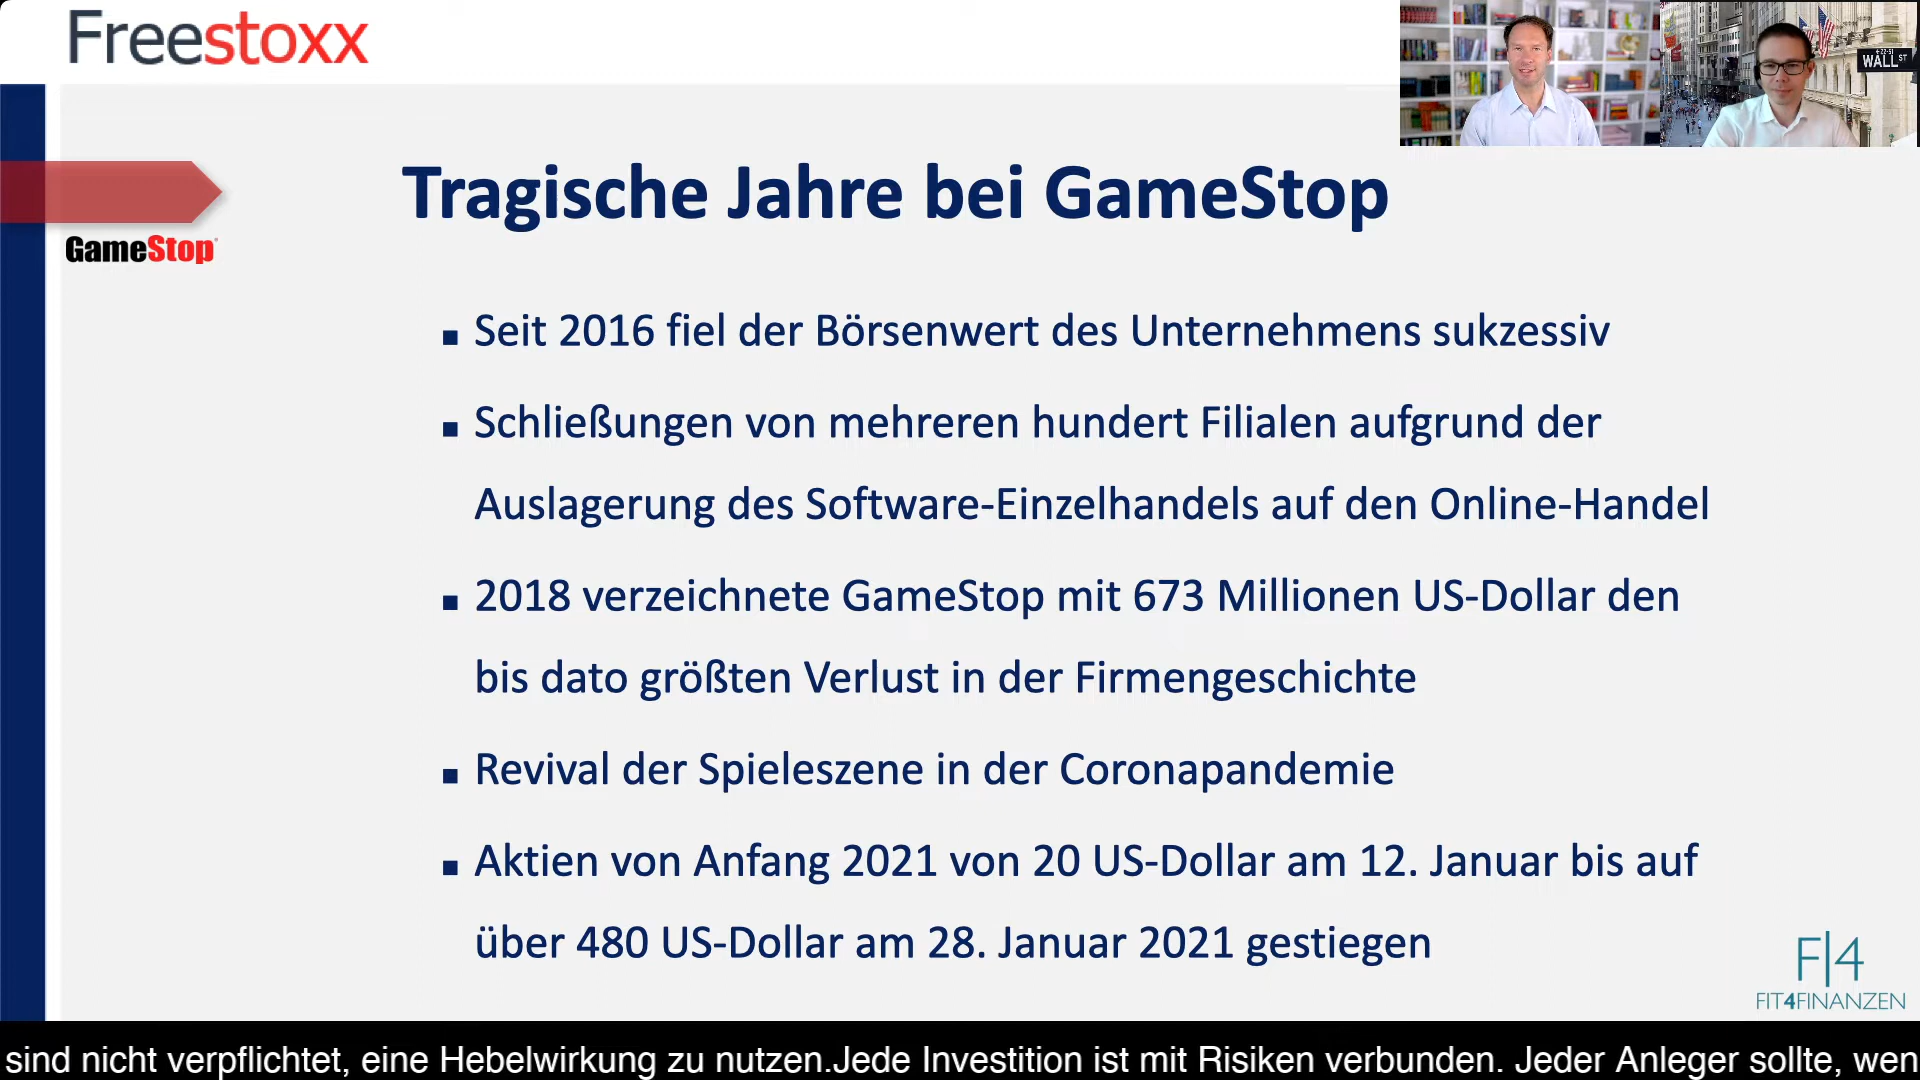 Freestoxx
4-22-51
WALL ST
GameStop
Tragische Jahre bei GameStop
▪ Seit 2016 fiel der Börsenwert des Unternehmens sukzessiv
▪ Schließungen von mehreren hundert Filialen aufgrund der
Auslagerung des Software-Einzelhandels auf den Online-Handel
▪ 2018 verzeichnete GameStop mit 673 Millionen US-Dollar den
bis dato größten Verlust in der Firmengeschichte
▪ Revival der Spieleszene in der Coronapandemie
▪ Aktien von Anfang 2021 von 20 US-Dollar am 12. Januar bis auf
über 480 US-Dollar am 28. Januar 2021 gestiegen
F|4
FIT4FINANZEN
sind nicht verpflichtet, eine Hebelwirkung zu nutzen.Jede Investition ist mit Risiken verbunden. Jeder Anleger sollte, wen